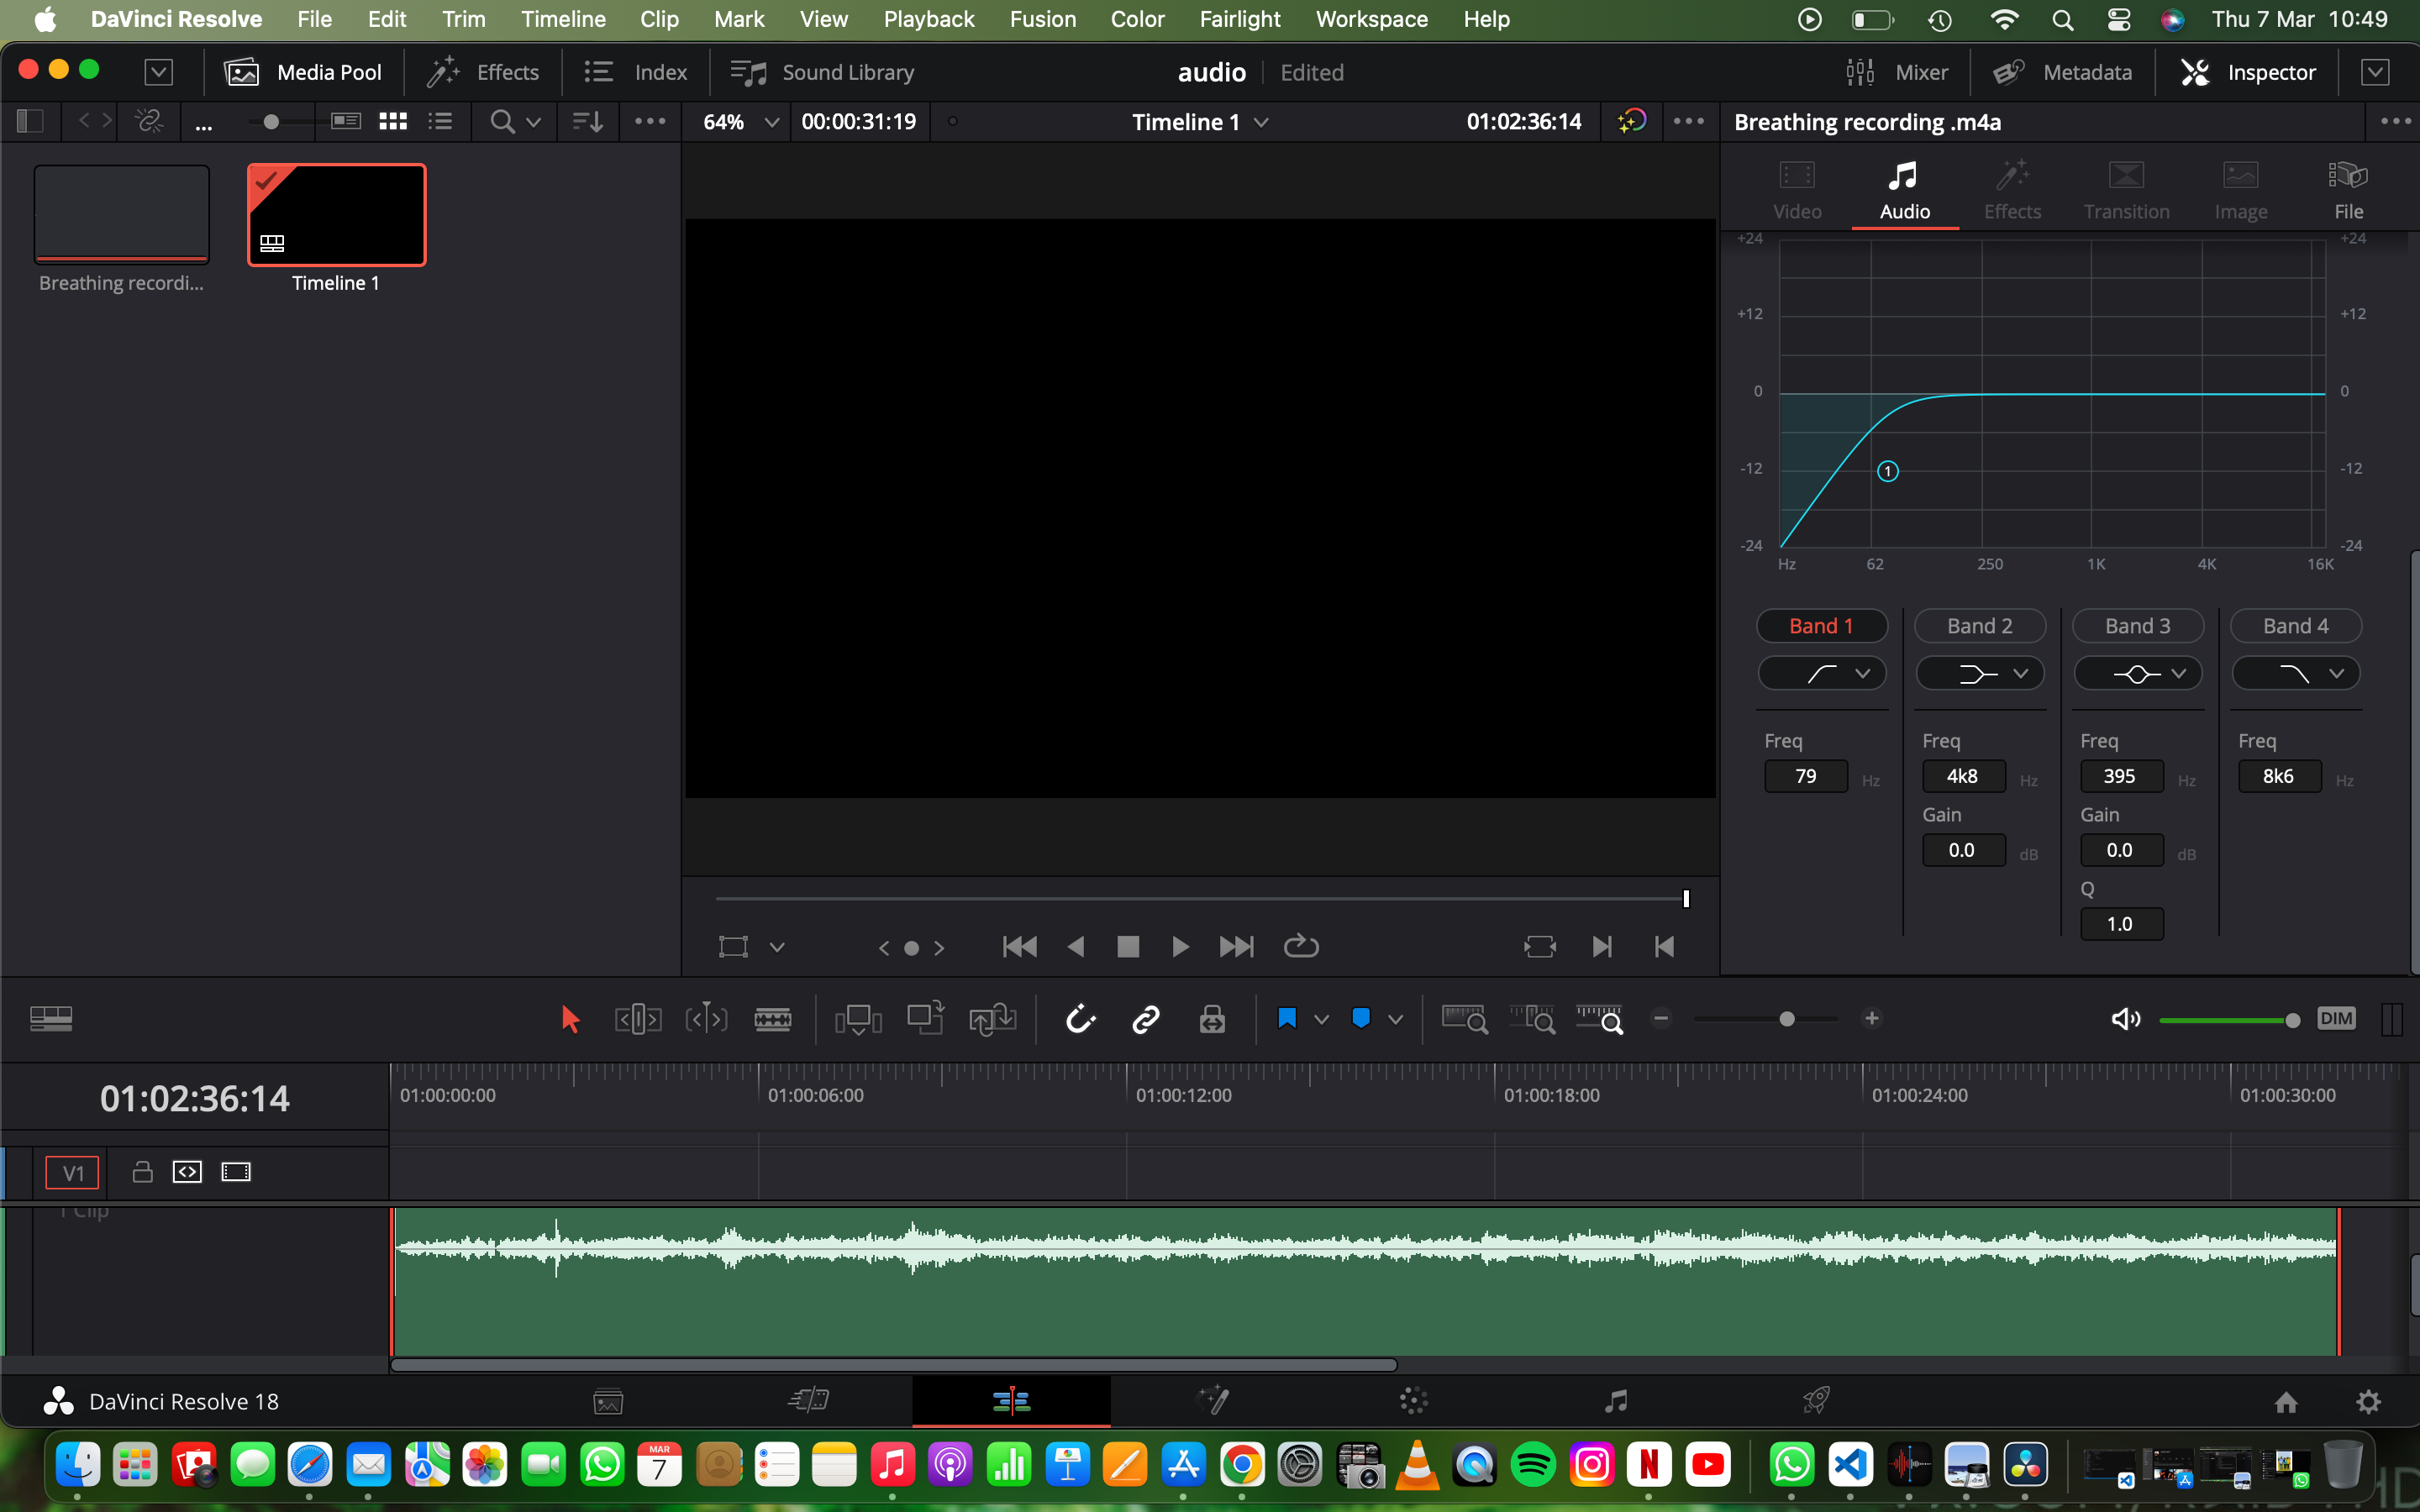 DaVinci Resolve File Edit Trim Timeline Clip Mark View Playback Fusion Color Fairlight Workspace Help Thu 7 Mar 10:49
Media Pool Effects Index Sound Library audio Edited Mixer Metadata Inspector
... 64% 00:00:31:19 Timeline 1 01:02:36:14 Breathing recording .m4a
Video Audio Effects Transition Image File
Breathing recordi... Timeline 1
+24 +24
+12 +12
0 0
1
-12 -12
-24 -24
Hz 62 250 1K 4K 16K
Band 1 Band 2 Band 3 Band 4
Freq Freq Freq Freq
79 Hz 4k8 Hz 395 Hz 8k6 Hz
Gain Gain
0.0 dB 0.0 dB
Q
1.0
DIM
01:02:36:14 01:00:00:00 01:00:06:00 01:00:12:00 01:00:18:00 01:00:24:00 01:00:30:00
V1
1 Clip
DaVinci Resolve 18
MAR
7